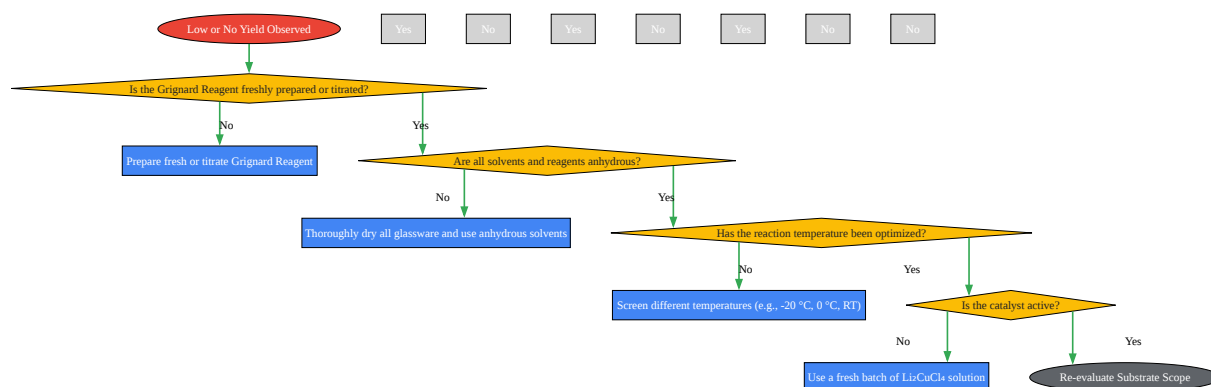 Low or No Yield Observed
Yes
No
Yes
No
Yes
No
No
Is the Grignard Reagent freshly prepared or titrated?
No
Yes
Prepare fresh or titrate Grignard Reagent
Are all solvents and reagents anhydrous?
No
Yes
Thoroughly dry all glassware and use anhydrous solvents
Has the reaction temperature been optimized?
No
Yes
Screen different temperatures (e.g., -20 °C, 0 °C, RT)
Is the catalyst active?
No
Yes
Use a fresh batch of Li₂CuCl₄ solution
Re-evaluate Substrate Scope